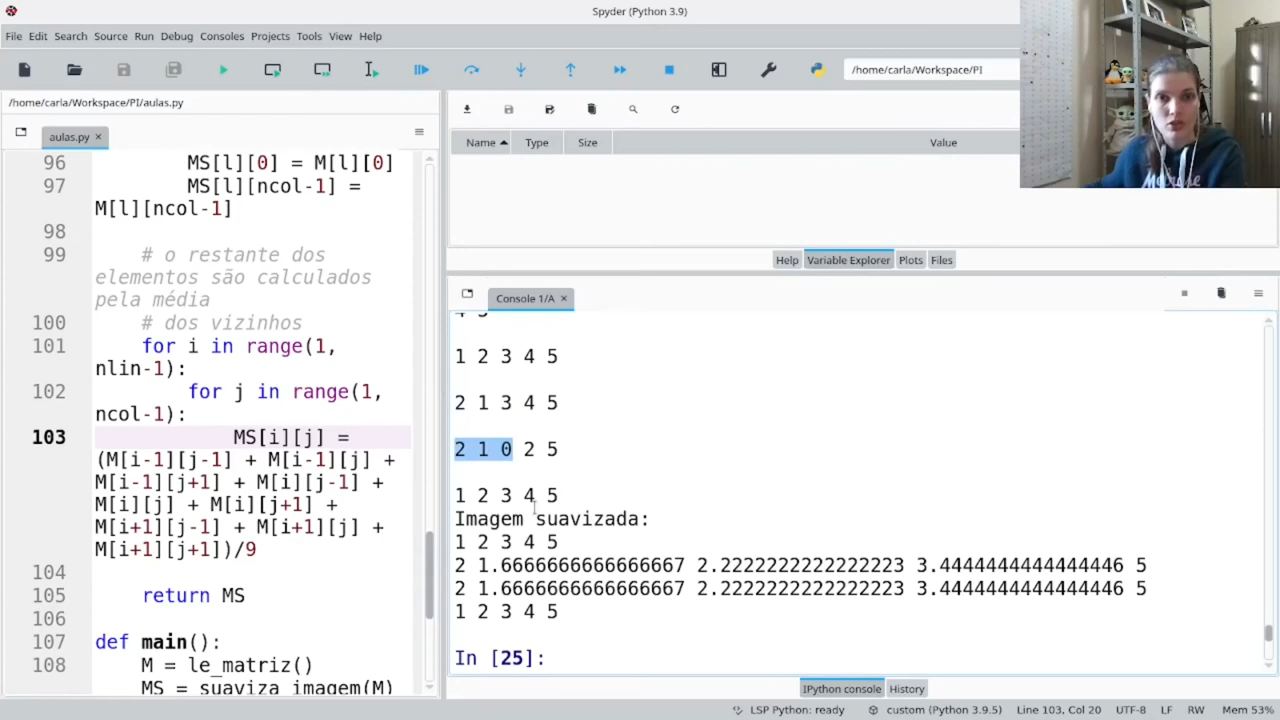 Spyder (Python 3.9)
File Edit Search Source Run Debug Consoles Projects Tools View Help
/home/carla/Workspace/PI
/home/carla/Workspace/PI/aulas.py
aulas.py
96 MS[l][0] = M[l][0]
97 MS[l][ncol-1] =
M[l][ncol-1]
98
99 # o restante dos
elementos são calculados
pela média
100 # dos vizinhos
101 for i in range(1,
nlin-1):
102 for j in range(1,
ncol-1):
103 MS[i][j] =
(M[i-1][j-1] + M[i-1][j] +
M[i-1][j+1] + M[i][j-1] +
M[i][j] + M[i][j+1] +
M[i+1][j-1] + M[i+1][j] +
M[i+1][j+1])/9
104
105 return MS
106
107 def main():
108 M = le_matriz()
MS = suaviza_imagem(M)
Name Type Size Value
Help Variable Explorer Plots Files
Console 1/A
1 2 3 4 5
2 1 3 4 5
2 1 0 2 5
1 2 3 4 5
Imagem suavizada:
1 2 3 4 5
2 1.6666666666666667 2.2222222222222223 3.4444444444444446 5
2 1.6666666666666667 2.2222222222222223 3.4444444444444446 5
1 2 3 4 5
In [25]:
IPython console History
LSP Python: ready custom (Python 3.9.5) Line 103, Col 20 UTF-8 LF RW Mem 53%